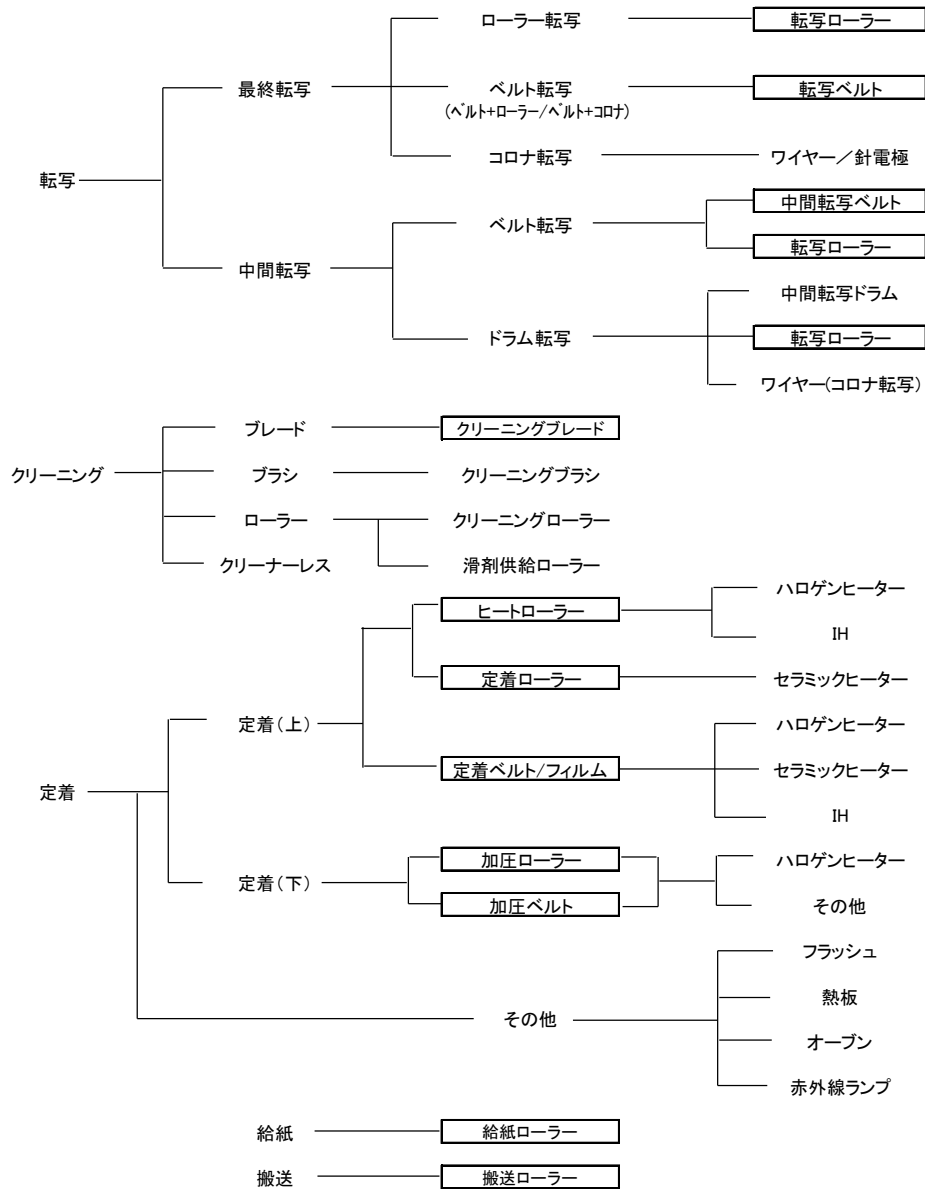 ローラー転写
転写ローラー
最終転写
ベルト転写
(ベルト+ローラー/ベルト+コロナ)
転写ベルト
コロナ転写
ワイヤー／針電極
転写
中間転写
ベルト転写
中間転写ベルト
転写ローラー
ドラム転写
中間転写ドラム
転写ローラー
ワイヤー(コロナ転写)
クリーニング
ブレード
クリーニングブレード
ブラシ
クリーニングブラシ
ローラー
クリーニングローラー
クリーナーレス
滑剤供給ローラー
定着
定着(上)
ヒートローラー
ハロゲンヒーター
IH
定着ローラー
セラミックヒーター
定着ベルト/フィルム
ハロゲンヒーター
セラミックヒーター
IH
定着(下)
加圧ローラー
加圧ベルト
ハロゲンヒーター
その他
その他
フラッシュ
熱板
オーブン
赤外線ランプ
給紙
給紙ローラー
搬送
搬送ローラー